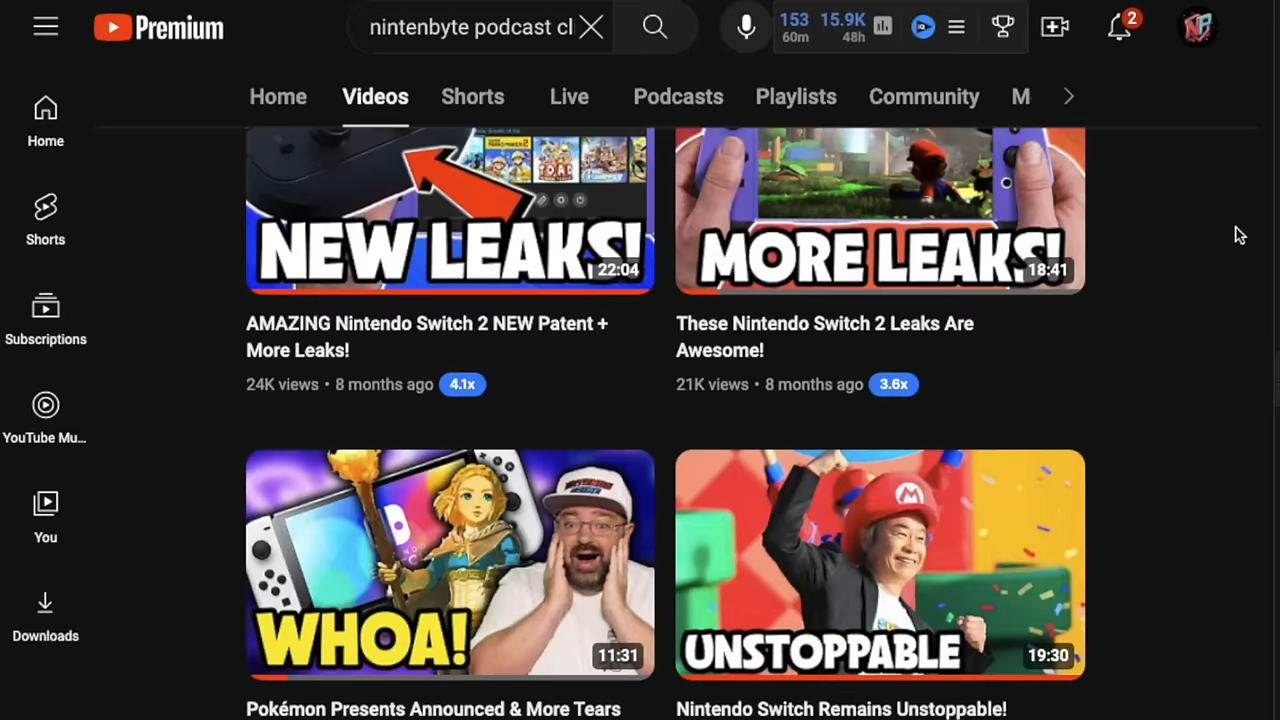 Premium
nintenbyte podcast cl
153
60m
15.9K
48h
2
Home
Videos
Shorts
Live
Podcasts
Playlists
Community
M
Home
Shorts
Subscriptions
YouTube Mu...
You
Downloads
NEW LEAKS!
22:04
AMAZING Nintendo Switch 2 NEW Patent +
More Leaks!
24K views • 8 months ago
4.1x
MORE LEAKS!
18:41
These Nintendo Switch 2 Leaks Are
Awesome!
21K views • 8 months ago
3.6x
WHOA!
11:31
Pokémon Presents Announced & More Tears
M
UNSTOPPABLE
19:30
Nintendo Switch Remains Unstoppable!